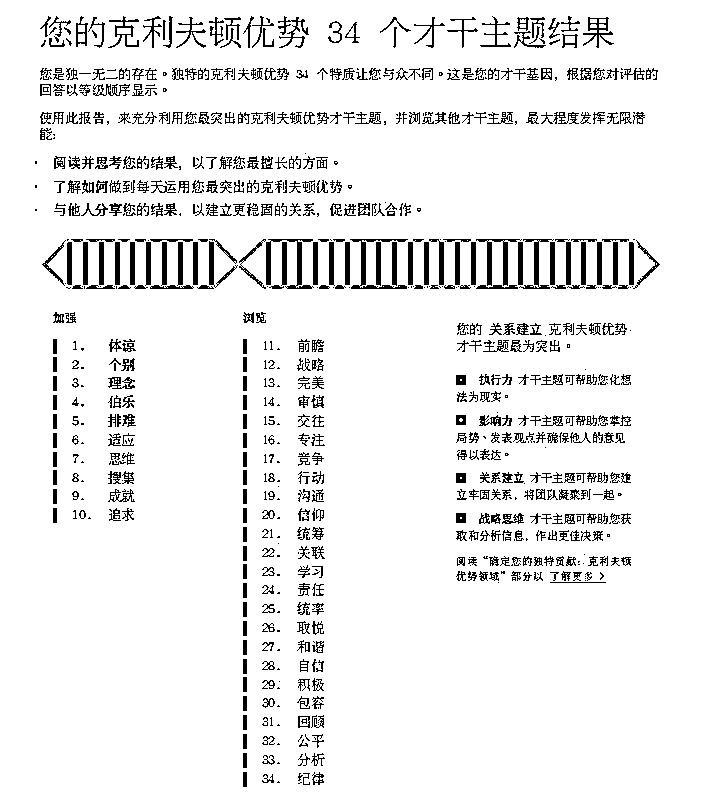 您的克利夫顿优势 34 个才干主题结果
您是独一无二的存在。独特的克利夫顿优势 34 个特质让您与众不同。这是您的才干基因，根据您对评估的
回答以等级顺序显示。
使用此报告，来充分利用您最突出的克利夫顿优势才干主题，并浏览其他才干主题，最大程度发挥无限潜
能：
· 阅读并思考您的结果，以了解您最擅长的方面。
· 了解如何做到每天运用您最突出的克利夫顿优势。
· 与他人分享您的结果，以建立更稳固的关系，促进团队合作。
加强
1. 体谅
2. 个别
3. 理念
4. 伯乐
5. 排难
6. 适应
7. 思维
8. 搜集
9. 成就
10. 追求
浏览
11. 前瞻
12. 战略
13. 完美
14. 审慎
15. 交往
16. 专注
17. 竞争
18. 行动
19. 沟通
20. 信仰
21. 统筹
22. 关联
23. 学习
24. 责任
25. 统率
26. 取悦
27. 和谐
28. 自信
29. 积极
30. 包容
31. 回顾
32. 公平
33. 分析
34. 纪律
您的 关系建立 克利夫顿优势
才干主题最为突出。
执行力 才干主题可帮助您化想
法为现实。
影响力 才干主题可帮助您掌控
局势、发表观点并确保他人的意见
得以表达。
关系建立 才干主题可帮助您建
立牢固关系，将团队凝聚到一起。
战略思维 才干主题可帮助您获
取和分析信息，作出更佳决策。
阅读“确定您的独特贡献：克利夫顿
优势领域”部分以 了解更多 >